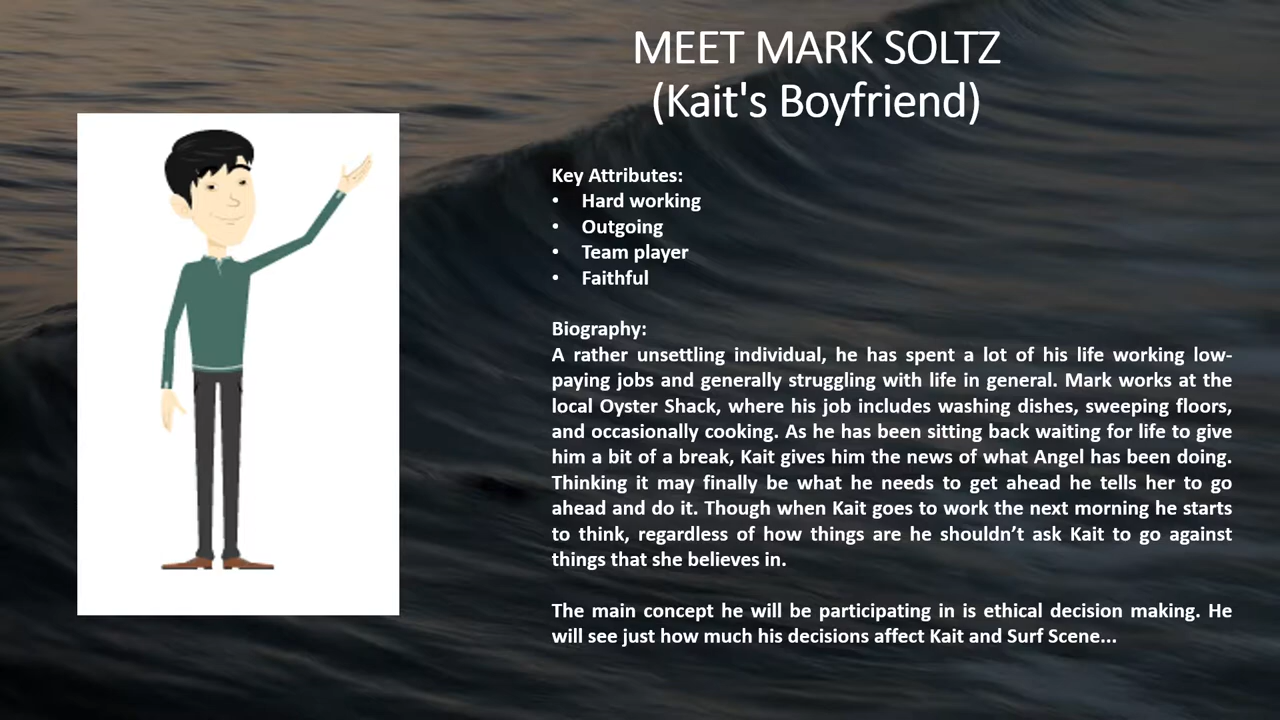 MEET MARK SOLTZ
(Kait's Boyfriend)
Key Attributes:
• Hard working
• Outgoing
• Team player
• Faithful
Biography:
A rather unsettling individual, he has spent a lot of his life working low-
paying jobs and generally struggling with life in general. Mark works at the
local Oyster Shack, where his job includes washing dishes, sweeping floors,
and occasionally cooking. As he has been sitting back waiting for life to give
him a bit of a break, Kait gives him the news of what Angel has been doing.
Thinking it may finally be what he needs to get ahead he tells her to go
ahead and do it. Though when Kait goes to work the next morning he starts
to think, regardless of how things are he shouldn’t ask Kait to go against
things that she believes in.
The main concept he will be participating in is ethical decision making. He
will see just how much his decisions affect Kait and Surf Scene...